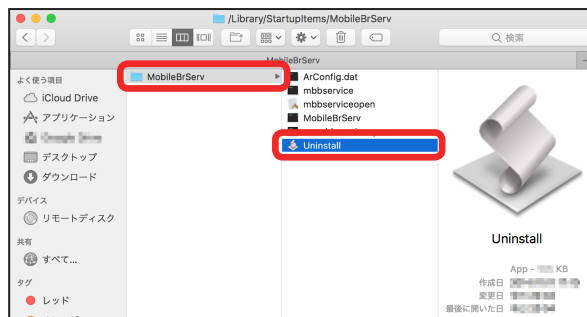 /Library/StartupItems/MobileBrServ
検索
MobileBrServ
よく使う項目
iCloud Drive
アプリケーション
デスクトップ
ダウンロード
デバイス
リモートディスク
共有
すべて...
タグ
レッド
MobileBrServ
ArConfig.dat
mbbservice
mbbserviceopen
MobileBrServ
Uninstall
Uninstall
App - KB
作成日
変更日
最後に開いた日